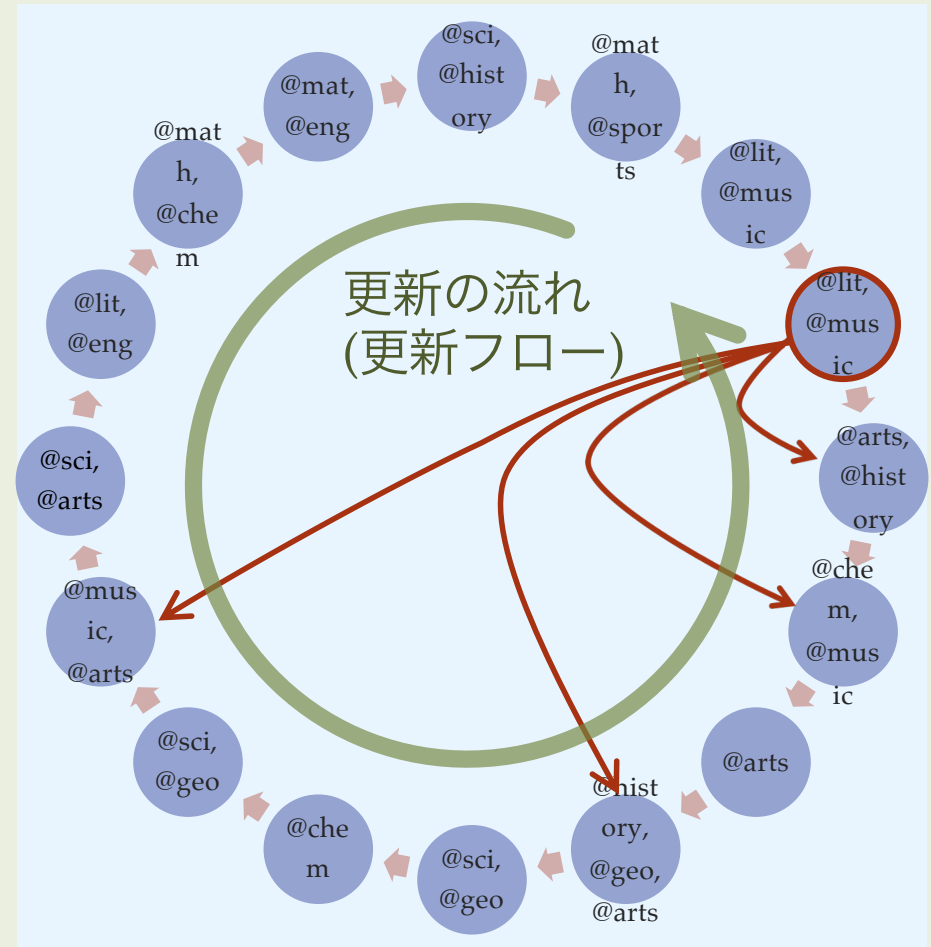 @sci,
@hist
ory
@mat
h,
@spor
ts
@lit,
@mus
ic
@lit,
@mus
ic
@arts,
@hist
ory
@che
m,
@mus
ic
@arts
@hist
ory,
@geo,
@arts
@sci,
@geo
@che
m
@sci,
@geo
@mus
ic,
@arts
@sci,
@arts
@lit,
@eng
@mat
h,
@che
m
@mat,
@eng
更新の流れ
(更新フロー)